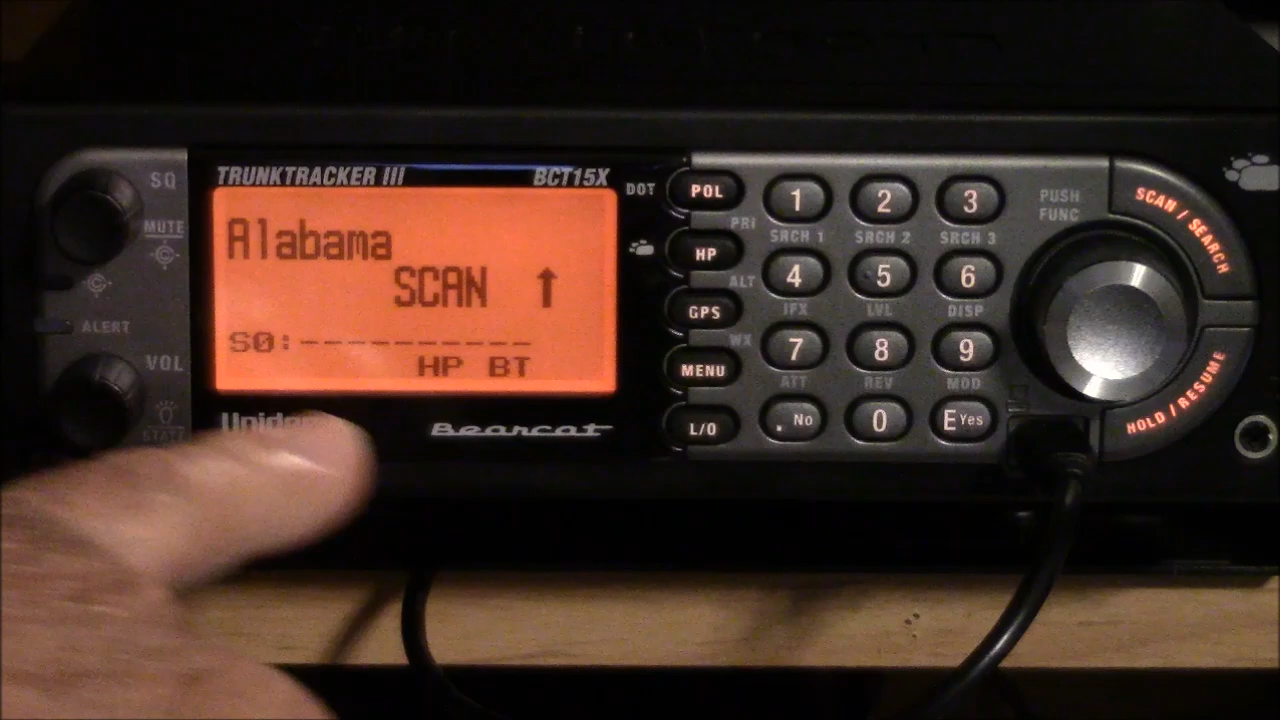 SQ
MUTE
ALERT
VOL
TRUNKTRACKER III BCT15X
Alabama
SCAN ↑
S0:----------
HP BT
Uniden Bearcat
DOT POL
PRI
HP
ALT
GPS
WX
MENU
L/O
1 2 3
SRCH 1 SRCH 2 SRCH 3
4 5 6
IFX LVL DISP
7 8 9
ATT REV MOD
. No 0 E Yes
PUSH
FUNC
SCAN / SEARCH
HOLD / RESUME